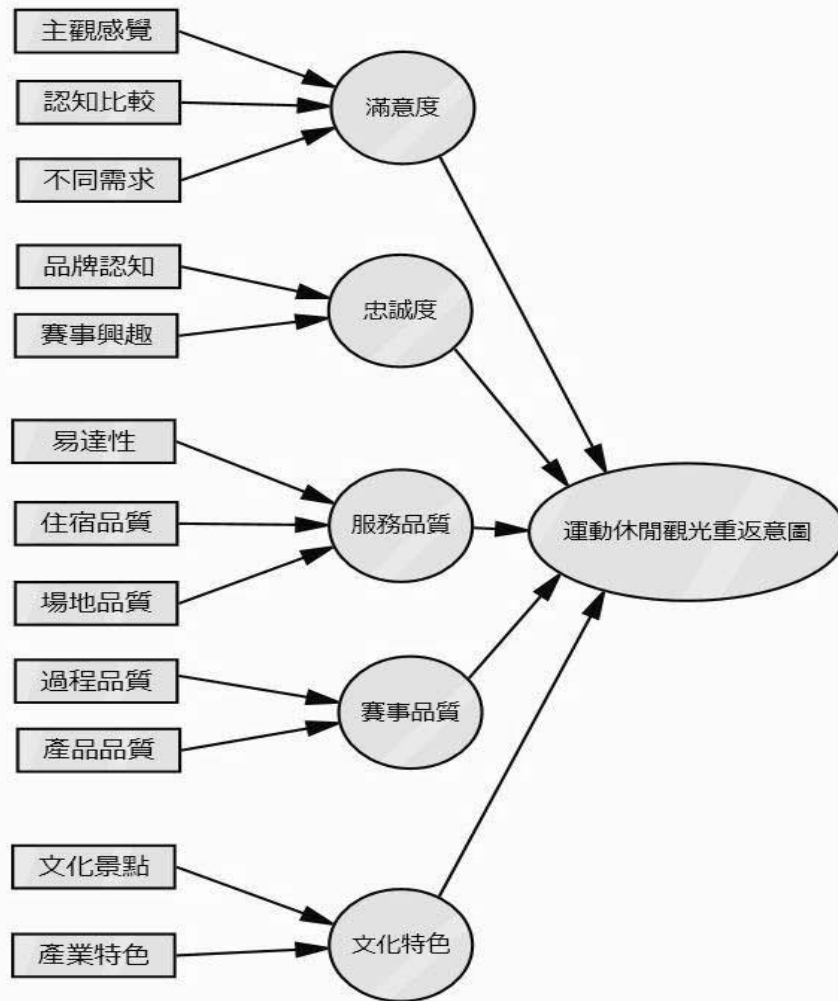 主觀感覺
認知比較
不同需求
滿意度
品牌認知
賽事興趣
忠誠度
易達性
住宿品質
場地品質
服務品質
運動休閒觀光重返意圖
過程品質
產品品質
賽事品質
文化景點
產業特色
文化特色